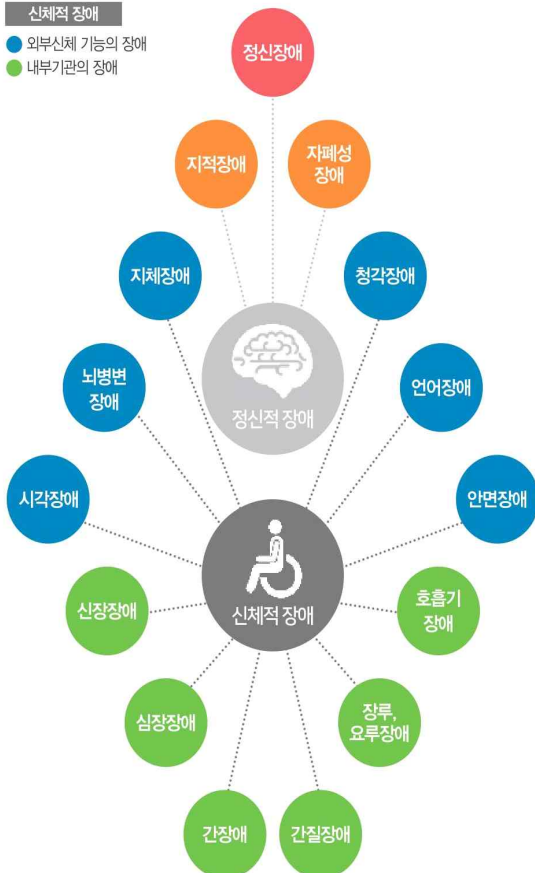 신체적 장애
외부신체 기능의 장애
내부기관의 장애
정신장애
지적장애
자폐성
장애
지체장애
청각장애
뇌병변
장애
정신적 장애
언어장애
시각장애
안면장애
신체적 장애
신장장애
호흡기
장애
심장장애
장루,
요루장애
간장애
간질장애